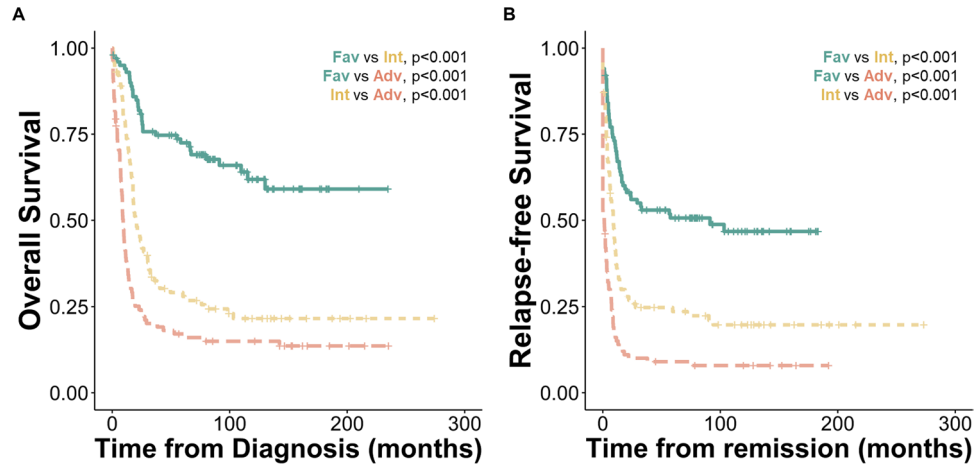 A
Overall Survival
1.00
0.75
0.50
0.25
0.00
Fav vs Int, p<0.001
Fav vs Adv, p<0.001
Int vs Adv, p<0.001
0
100
200
300
Time from Diagnosis (months)
B
Relapse-free Survival
1.00
0.75
0.50
0.25
0.00
Fav vs Int, p<0.001
Fav vs Adv, p<0.001
Int vs Adv, p<0.001
0
100
200
300
Time from remission (months)